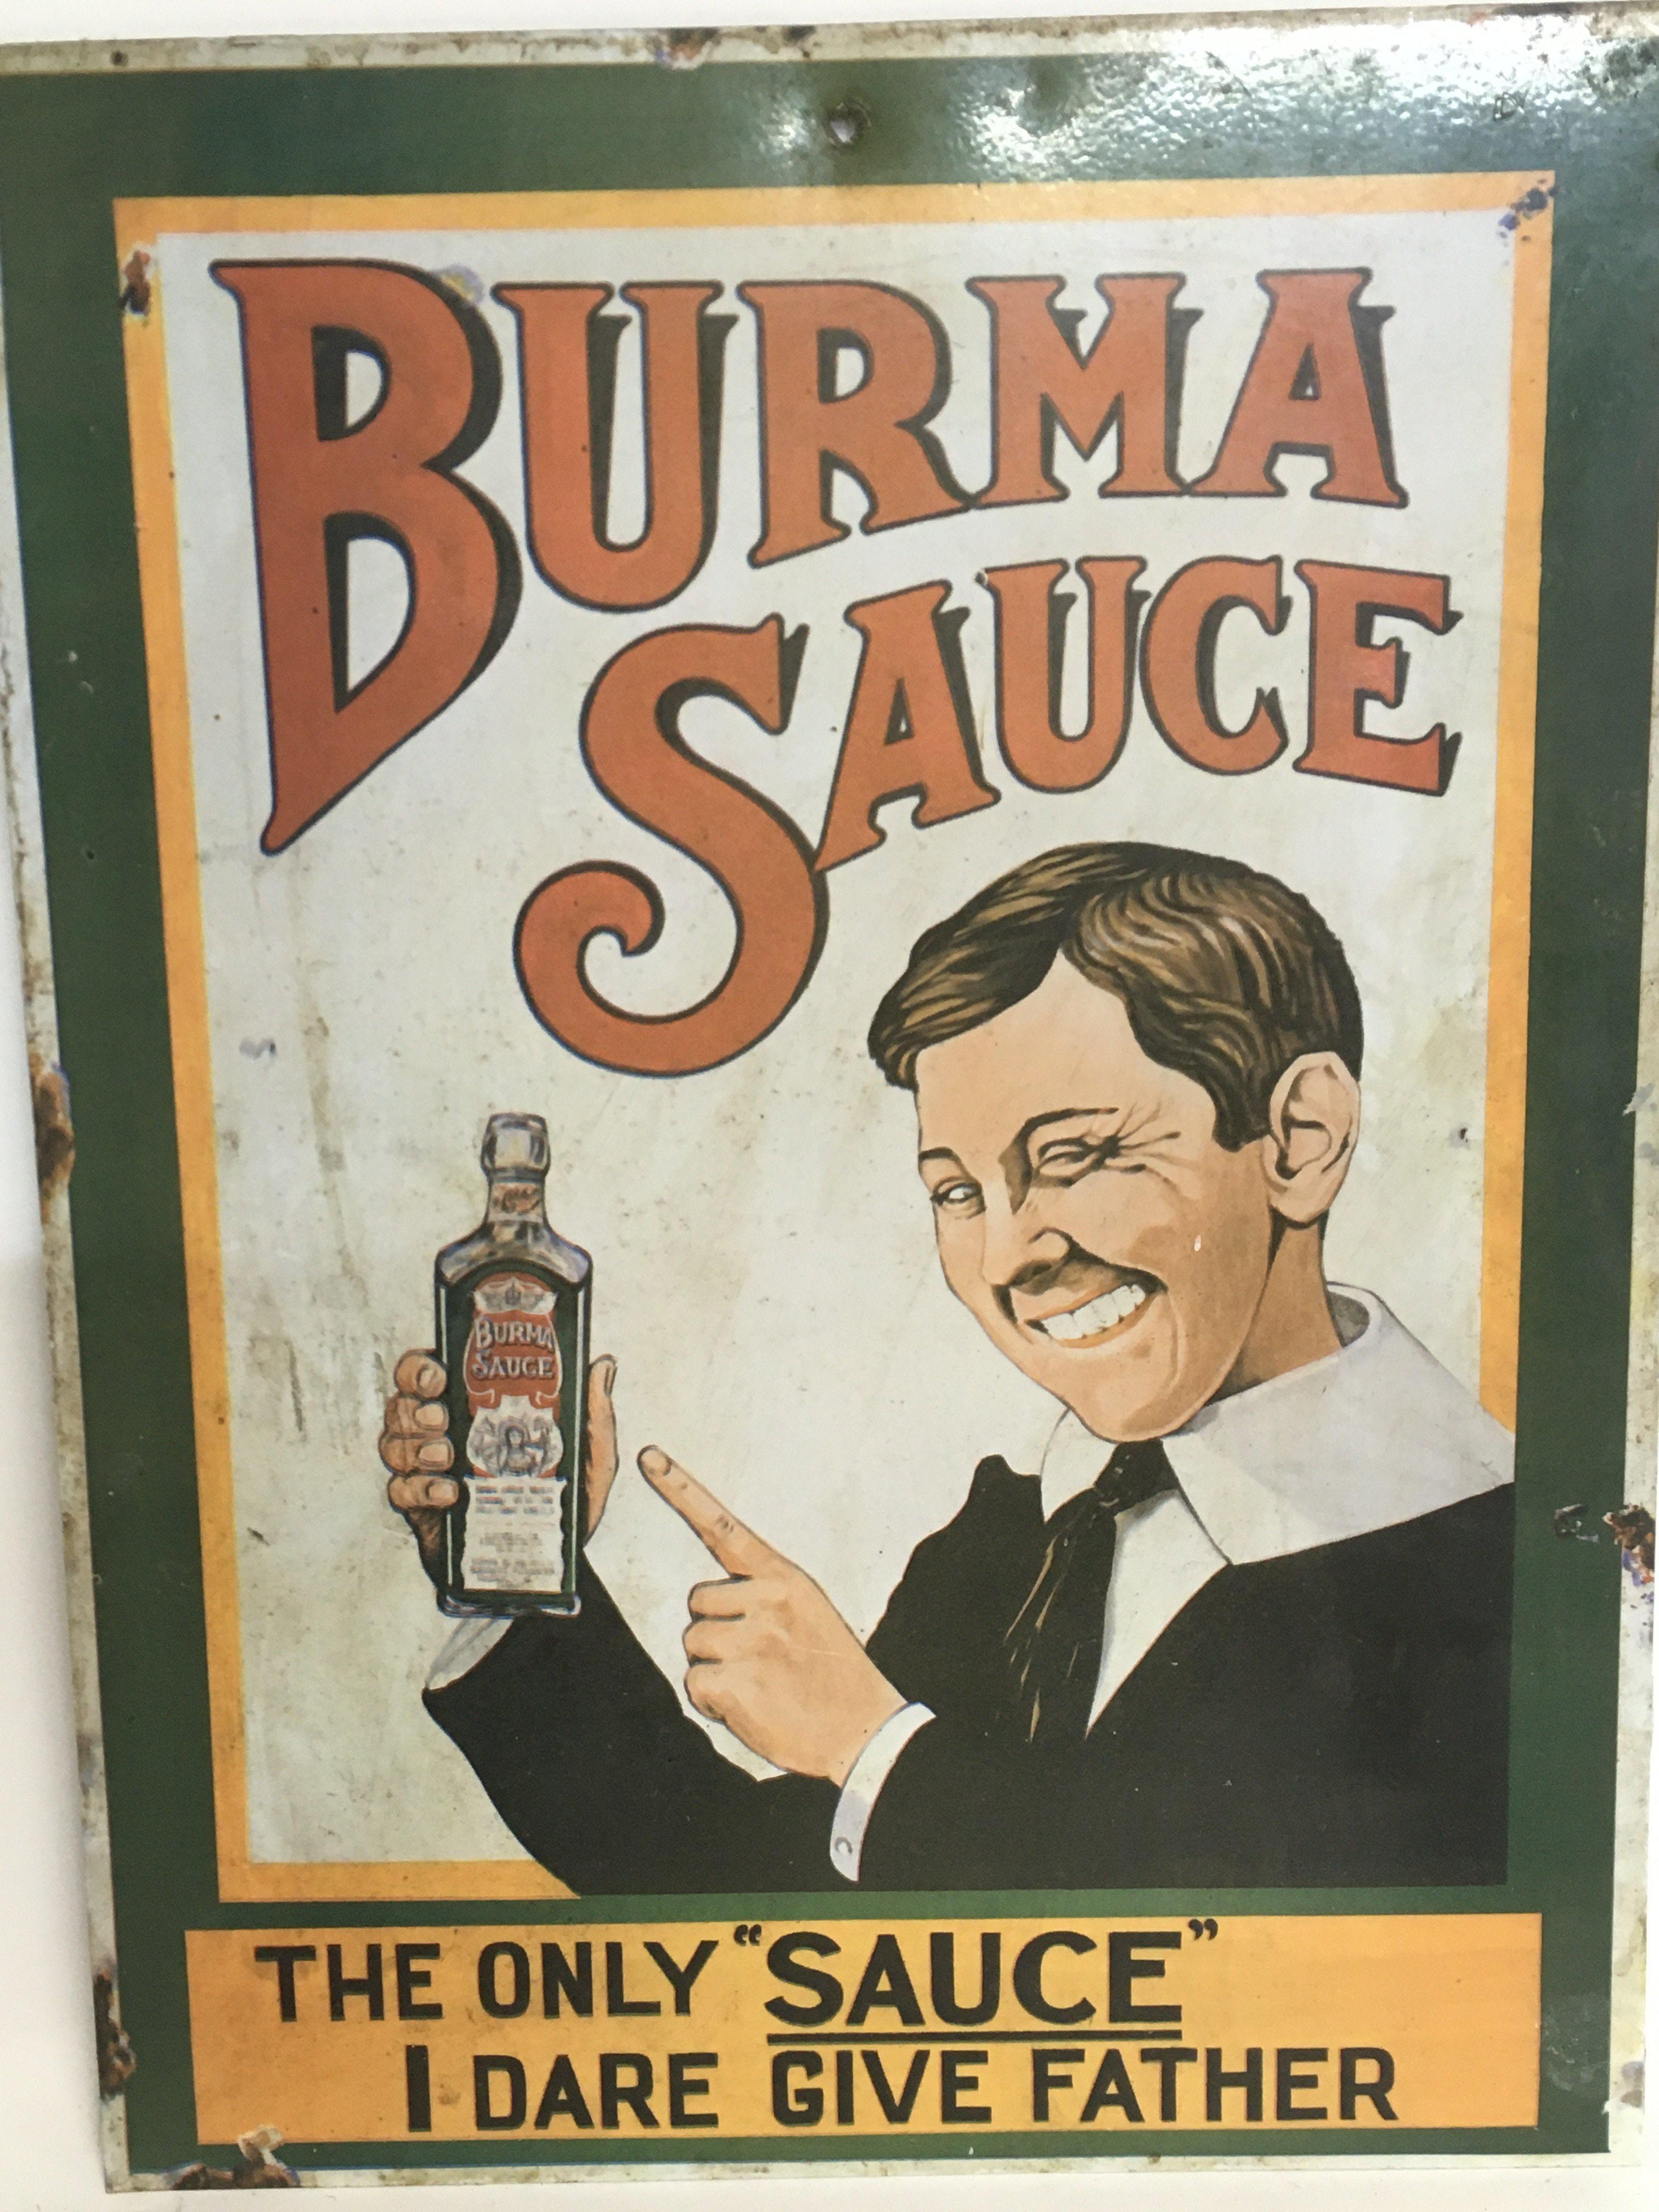 BURMA
SAUCE
BURMA
SAUCE
THE ONLY “SAUCE”
I DARE GIVE FATHER